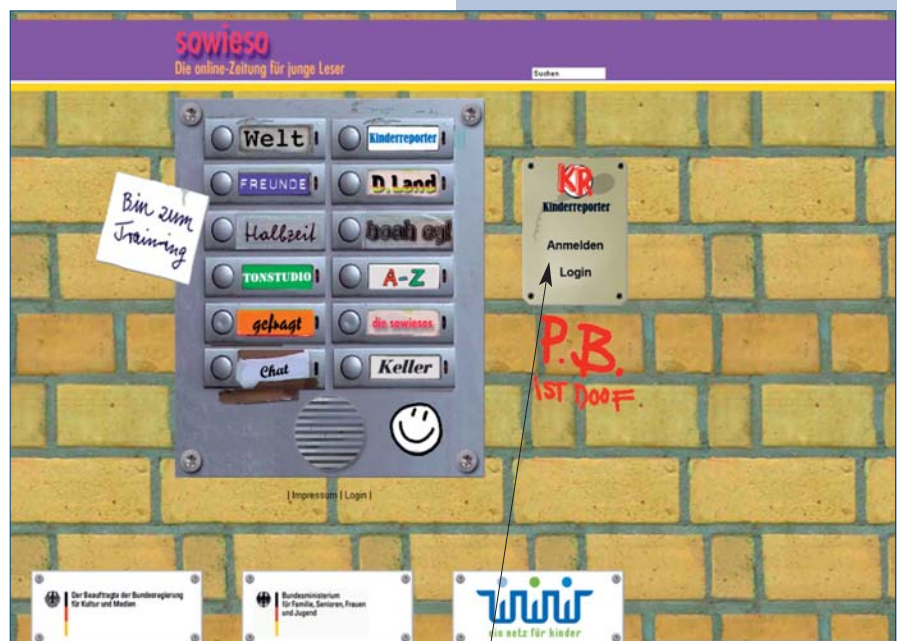 sowieso
Die online-Zeitung für junge Leser
Suchen
Welt
Kinderreporter
FREUNDE
D.Land
Halbzeit
boah ey!
TONSTUDIO
A-Z
gefragt
die sowiesos
Chat
Keller
Bin zum
Training
KR
Kinderreporter
Anmelden
Login
P.B.
IST DOOF
| Impressum | Login |
Der Beauftragte der Bundesregierung
für Kultur und Medien
Bundesministerium
für Familie, Senioren, Frauen
und Jugend
ein netz für kinder